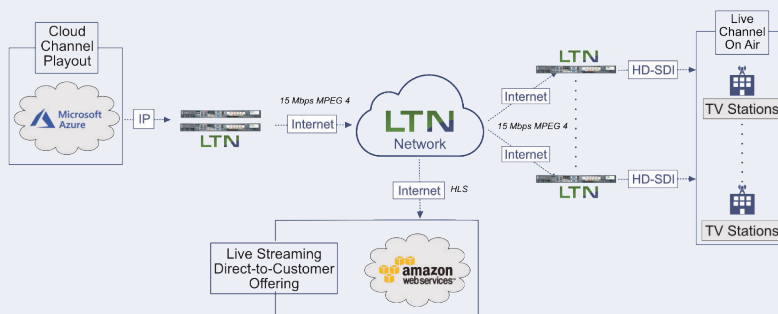 Cloud
Channel
Playout
Microsoft
Azure
IP
LTN
15 Mbps MPEG 4
Internet
LTN
Network
Internet
HLS
Live Streaming
Direct-to-Customer
Offering
amazon
web services™
Internet
15 Mbps MPEG 4
Internet
LTN
HD-SDI
LTN
HD-SDI
Live
Channel
On Air
TV Stations
TV Stations